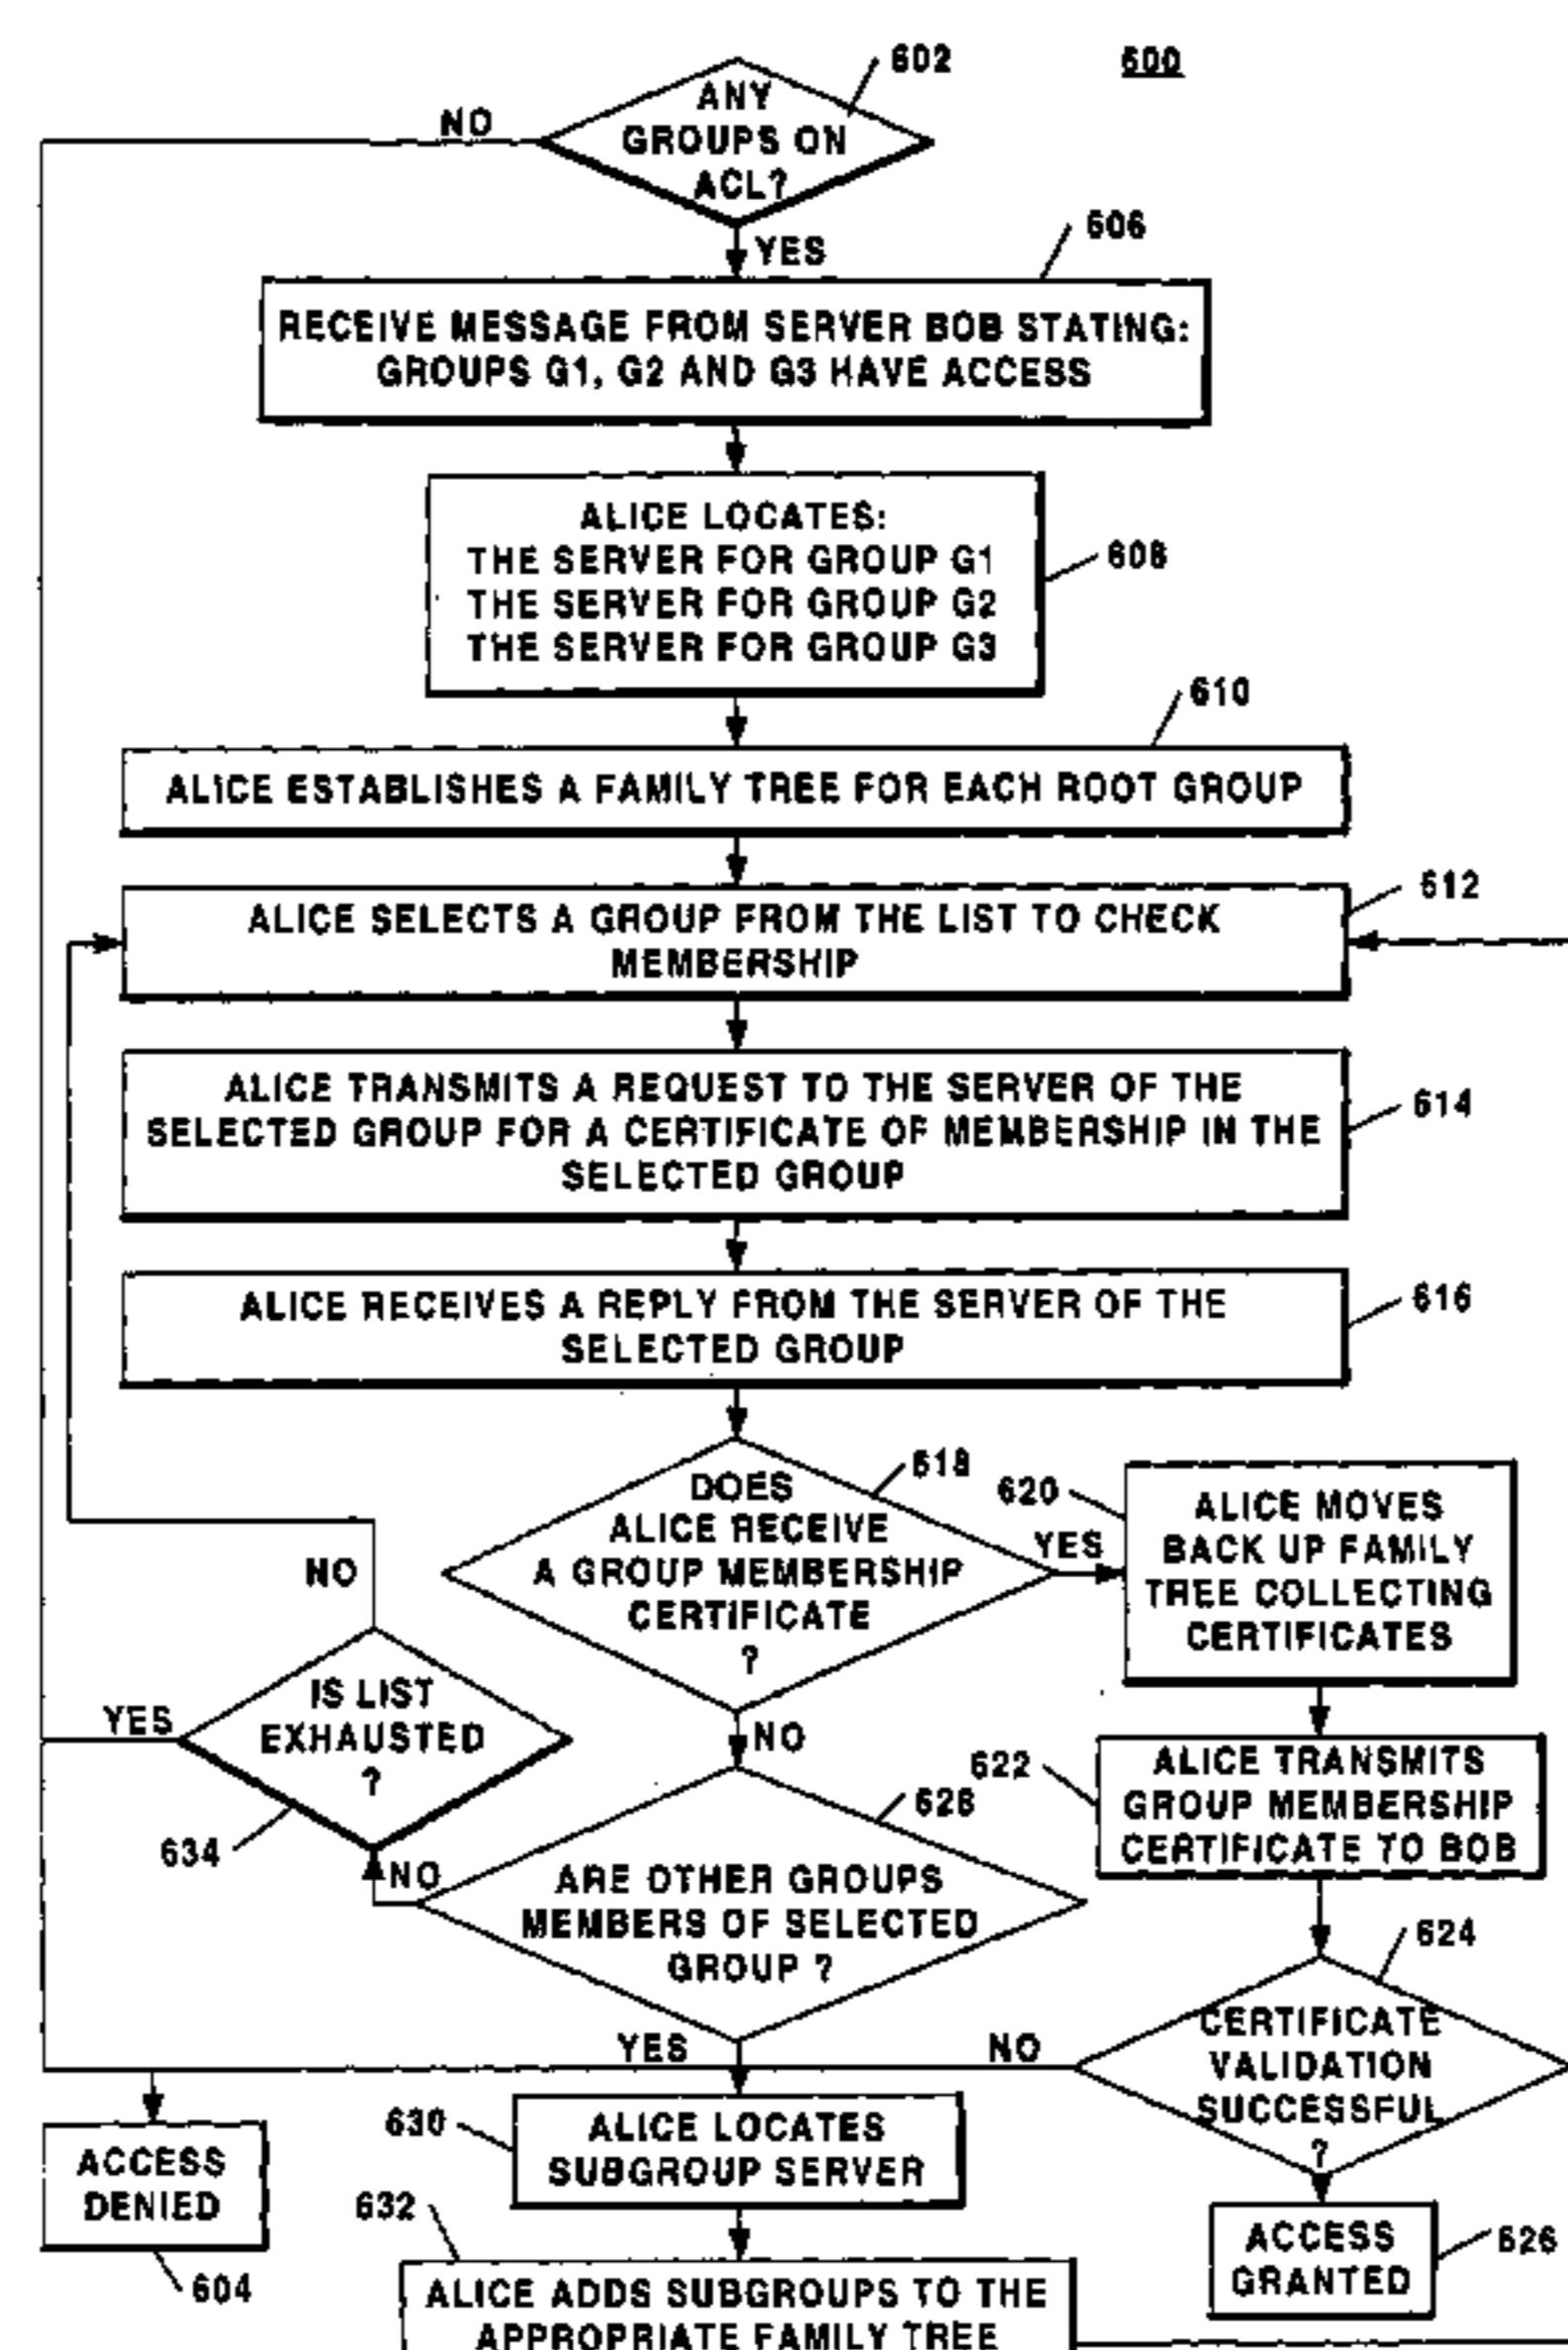 600
602
ANY
GROUPS ON
ACL?
NO
YES
606
RECEIVE MESSAGE FROM SERVER BOB STATING:
GROUPS G1, G2 AND G3 HAVE ACCESS
ALICE LOCATES:
THE SERVER FOR GROUP G1
THE SERVER FOR GROUP G2
THE SERVER FOR GROUP G3
608
610
ALICE ESTABLISHES A FAMILY TREE FOR EACH ROOT GROUP
612
ALICE SELECTS A GROUP FROM THE LIST TO CHECK
MEMBERSHIP
ALICE TRANSMITS A REQUEST TO THE SERVER OF THE
SELECTED GROUP FOR A CERTIFICATE OF MEMBERSHIP IN THE
SELECTED GROUP
614
ALICE RECEIVES A REPLY FROM THE SERVER OF THE
SELECTED GROUP
616
618
DOES
ALICE RECEIVE
A GROUP MEMBERSHIP
CERTIFICATE
?
YES
NO
620
ALICE MOVES
BACK UP FAMILY
TREE COLLECTING
CERTIFICATES
NO
IS LIST
EXHAUSTED
?
YES
634
622
ALICE TRANSMITS
GROUP MEMBERSHIP
CERTIFICATE TO BOB
628
ARE OTHER GROUPS
MEMBERS OF SELECTED
GROUP ?
NO
YES
624
CERTIFICATE
VALIDATION
SUCCESSFUL
?
NO
ACCESS
DENIED
604
630
ALICE LOCATES
SUBGROUP SERVER
632
ALICE ADDS SUBGROUPS TO THE
APPROPRIATE FAMILY TREE
ACCESS
GRANTED
626